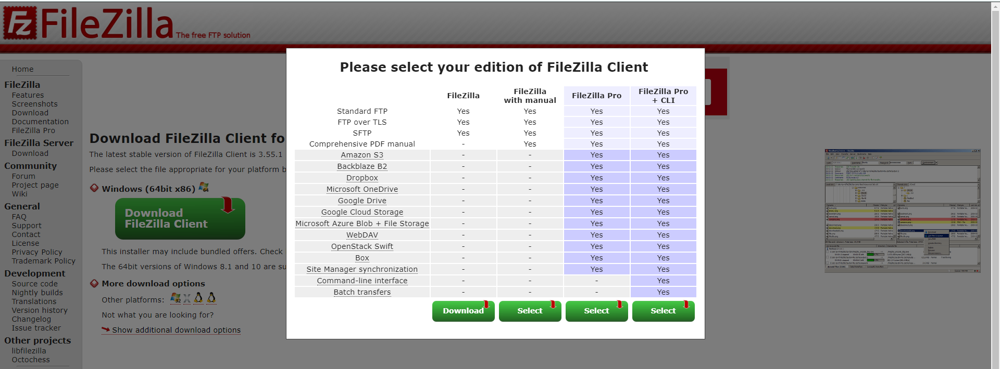 FileZilla The free FTP solution
Home
FileZilla
Features
Screenshots
Download
Documentation
FileZilla Pro
FileZilla Server
Download
Community
Forum
Project page
Wiki
General
FAQ
Support
Contact
License
Privacy Policy
Trademark Policy
Development
Source code
Nightly builds
Translations
Version history
Changelog
Issue tracker
Other projects
libfilezilla
Octochess
Download FileZilla Client fo
The latest stable version of FileZilla Client is 3.55.1
Please select the file appropriate for your platform b
Windows (64bit x86)
Download
FileZilla Client
This installer may include bundled offers. Check
The 64bit versions of Windows 8.1 and 10 are su
More download options
Other platforms:
Not what you are looking for?
Show additional download options
Please select your edition of FileZilla Client
FileZilla FileZilla with manual FileZilla Pro FileZilla Pro + CLI
Standard FTP Yes Yes Yes Yes
FTP over TLS Yes Yes Yes Yes
SFTP Yes Yes Yes Yes
Comprehensive PDF manual - Yes Yes Yes
Amazon S3 - - Yes Yes
Backblaze B2 - - Yes Yes
Dropbox - - Yes Yes
Microsoft OneDrive - - Yes Yes
Google Drive - - Yes Yes
Google Cloud Storage - - Yes Yes
Microsoft Azure Blob + File Storage - - Yes Yes
WebDAV - - Yes Yes
OpenStack Swift - - Yes Yes
Box - - Yes Yes
Site Manager synchronization - - Yes Yes
Command-line interface - - - Yes
Batch transfers - - - Yes
Download Select Select Select